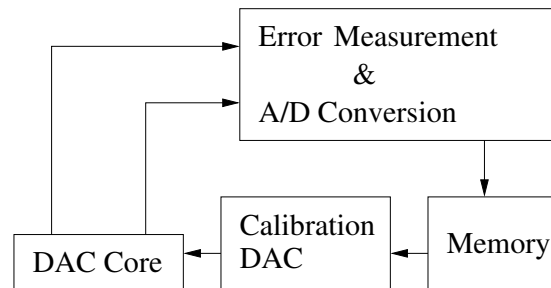 Error Measurement
&
A/D Conversion
Calibration
DAC
Memory
DAC Core